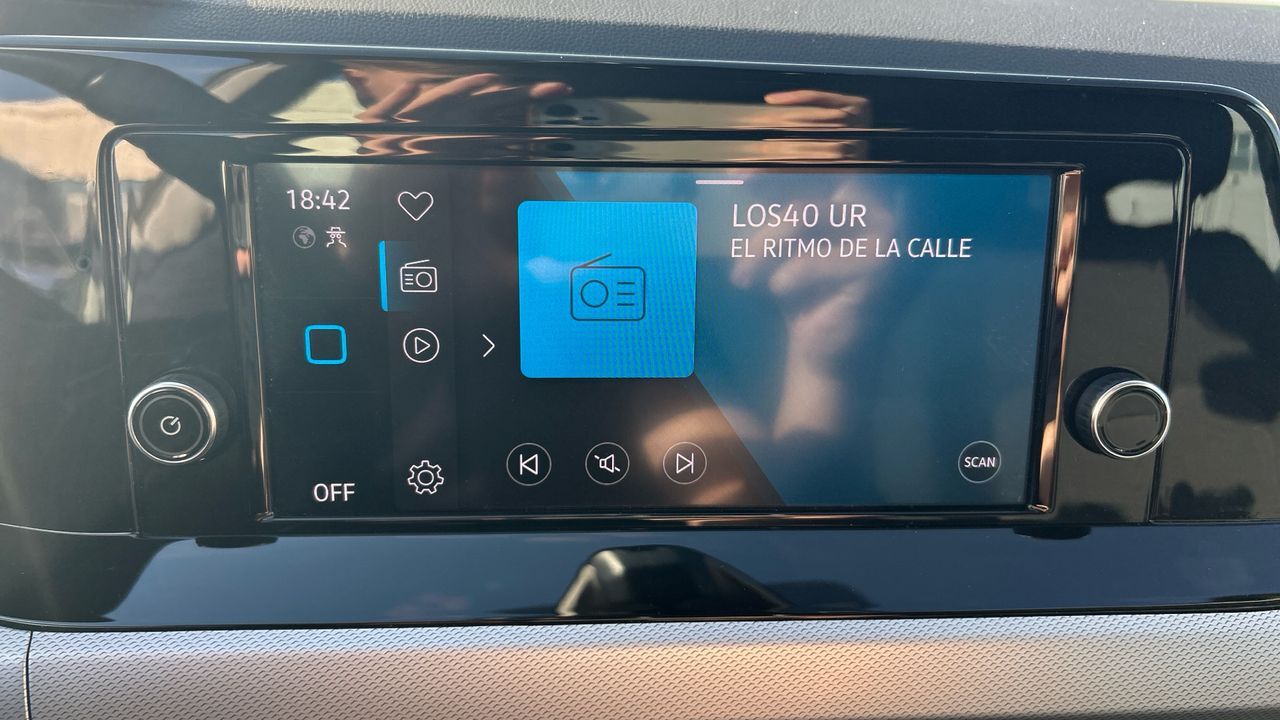 18:42
LOS40 UR
EL RITMO DE LA CALLE
SCAN
OFF